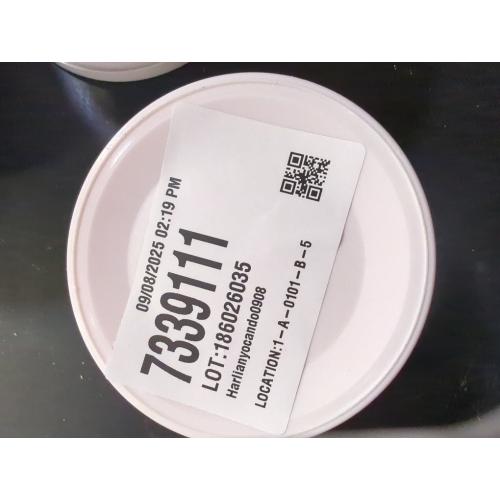 09/08/2025 02:19 PM
7339111
LOT:186026035
Harlianyocando0908
LOCATION:1-A-0101-B-5